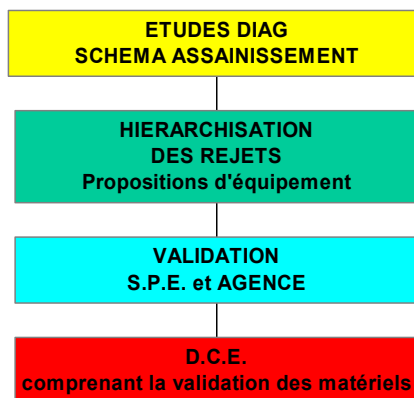 ETUDES DIAG
SCHEMA ASSAINISSEMENT
HIERARCHISATION
DES REJETS
Propositions d'équipement
VALIDATION
S.P.E. et AGENCE
D.C.E.
comprenant la validation des matériels